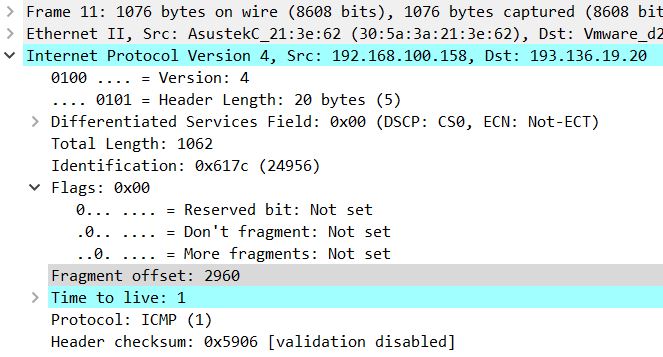 Frame 11: 1076 bytes on wire (8608 bits), 1076 bytes captured (8608 bit
Ethernet II, Src: AsustekC_21:3e:62 (30:5a:3a:21:3e:62), Dst: Vmware_d2
Internet Protocol Version 4, Src: 192.168.100.158, Dst: 193.136.19.20
0100 .... = Version: 4
.... 0101 = Header Length: 20 bytes (5)
Differentiated Services Field: 0x00 (DSCP: CS0, ECN: Not-ECT)
Total Length: 1062
Identification: 0x617c (24956)
Flags: 0x00
0... .... = Reserved bit: Not set
.0.. .... = Don't fragment: Not set
..0. .... = More fragments: Not set
Fragment offset: 2960
Time to live: 1
Protocol: ICMP (1)
Header checksum: 0x5906 [validation disabled]